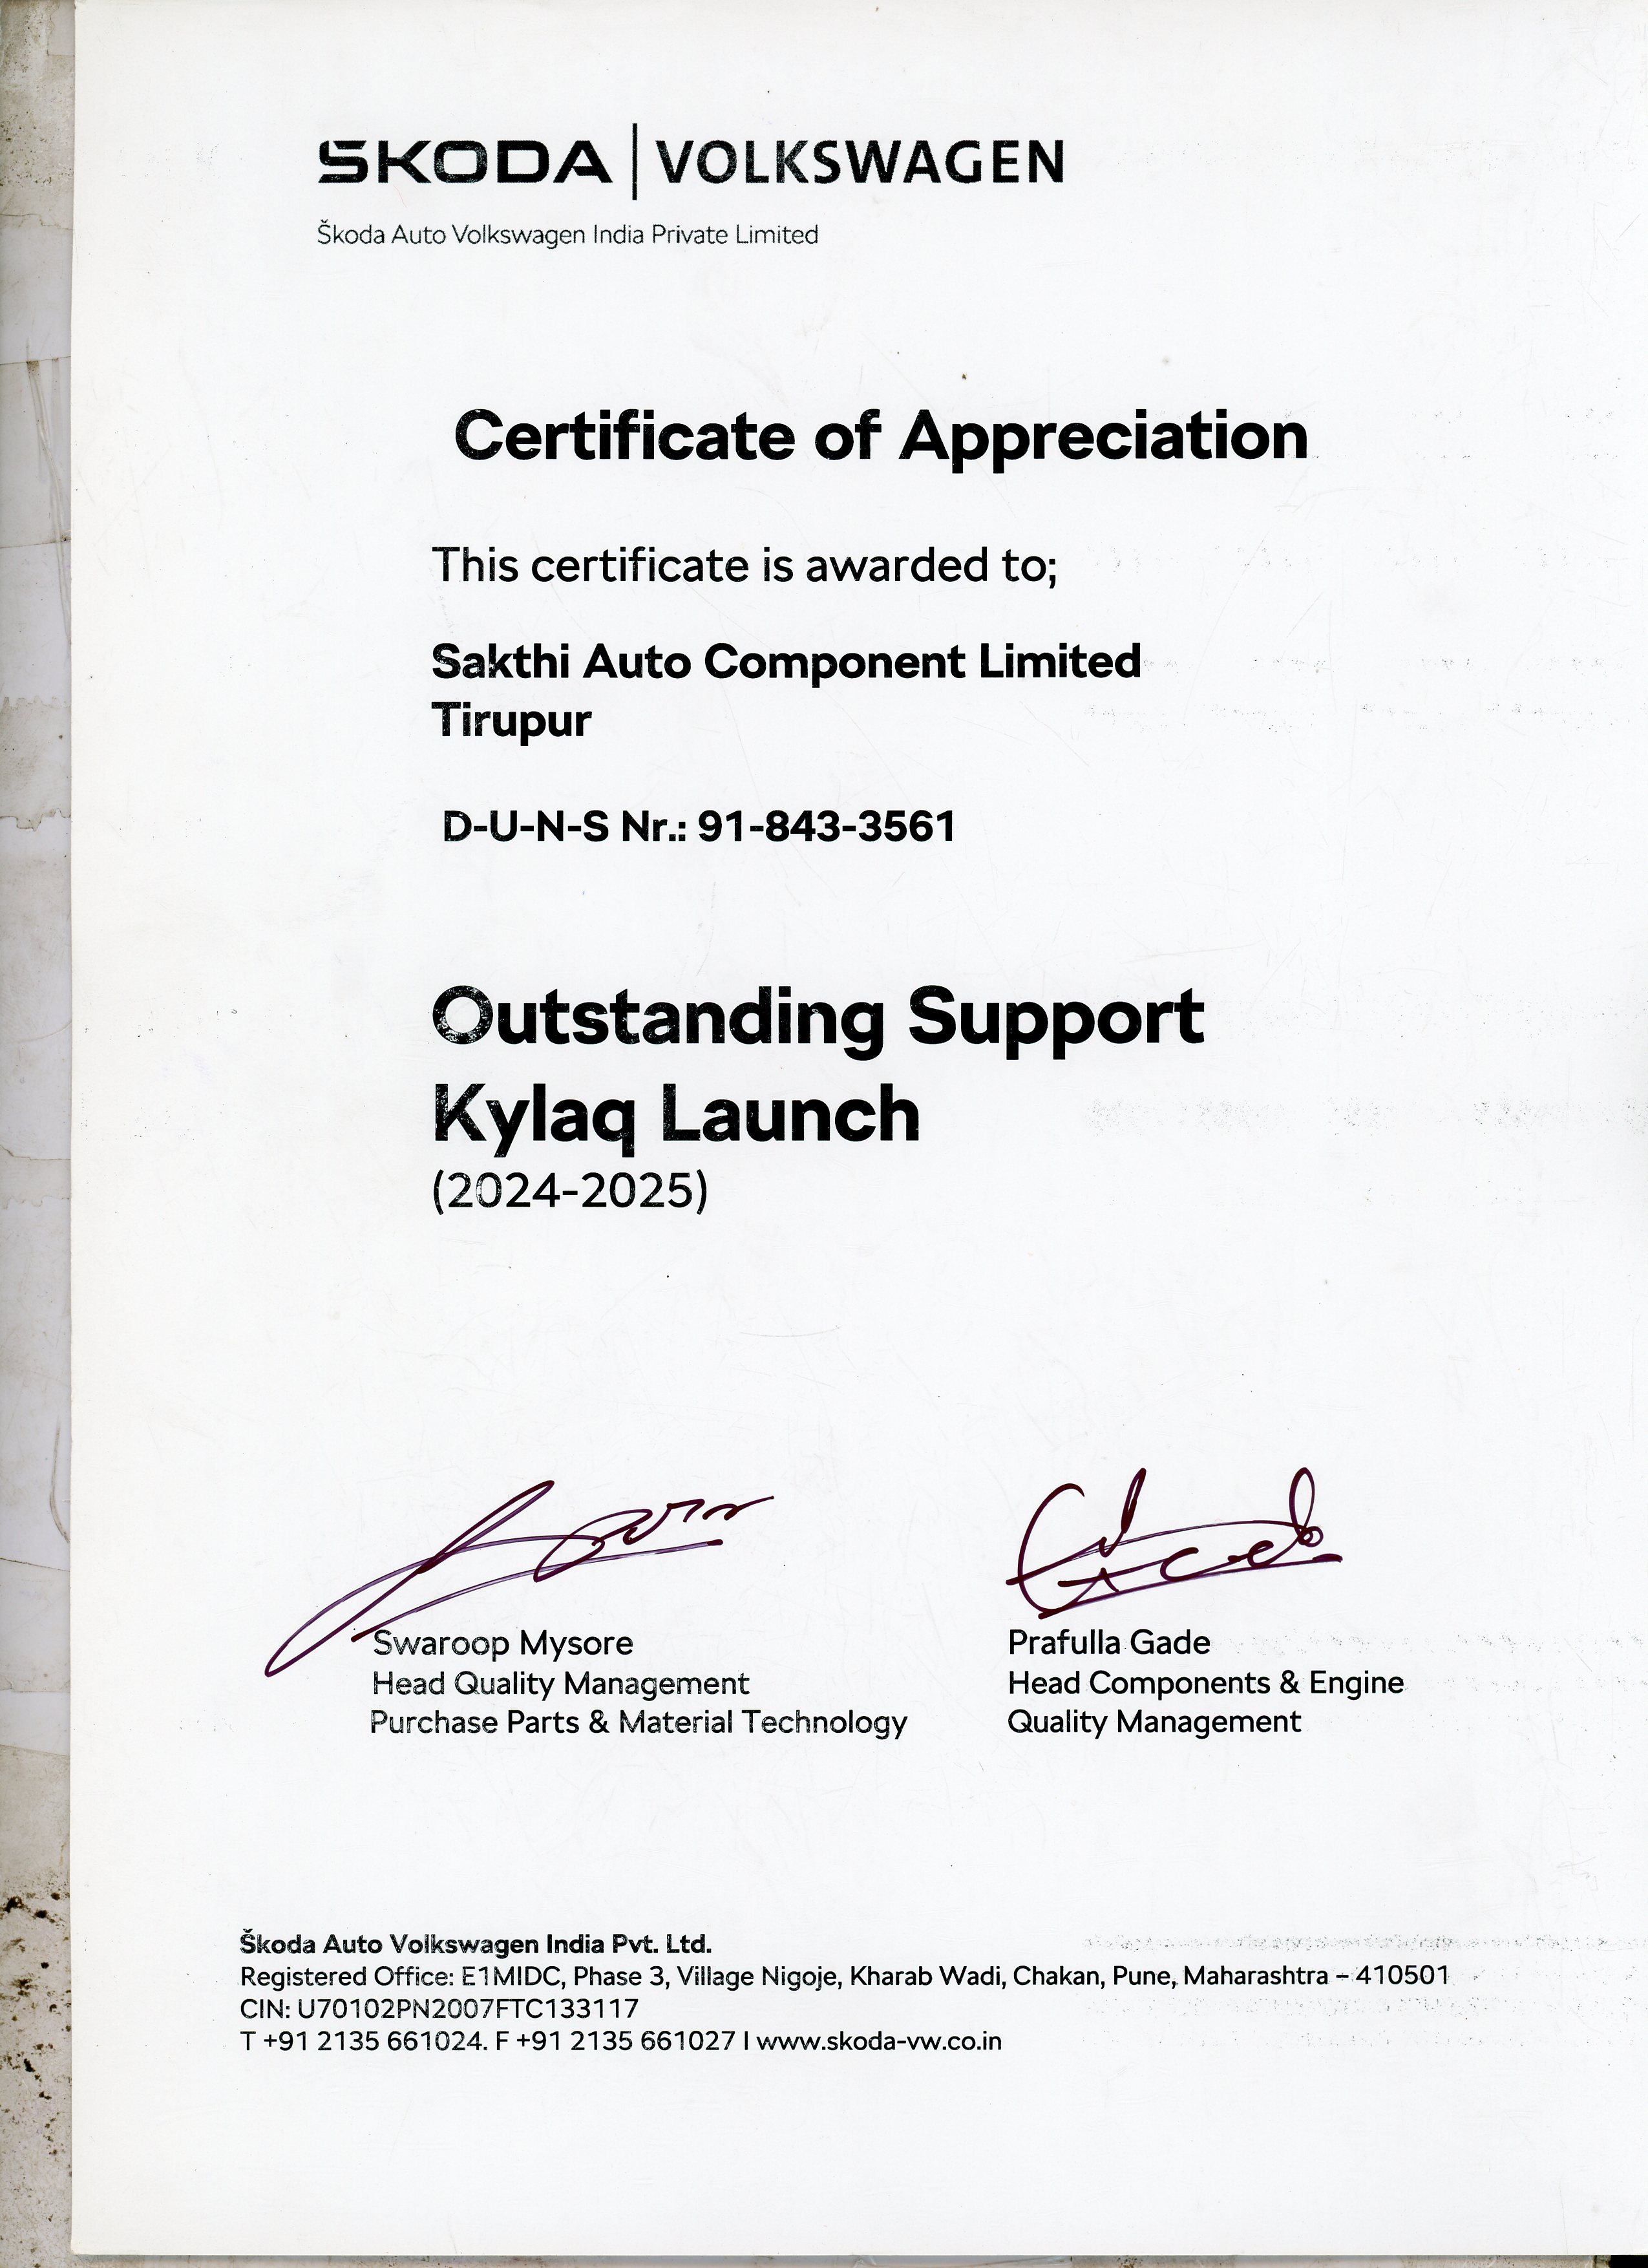 SKODA | VOLKSWAGEN
Škoda Auto Volkswagen India Private Limited
Certificate of Appreciation
This certificate is awarded to;
Sakthi Auto Component Limited
Tirupur
D-U-N-S Nr.: 91-843-3561
Outstanding Support
Kylaq Launch
(2024-2025)
Swaroop Mysore
Head Quality Management
Purchase Parts & Material Technology
Prafulla Gade
Head Components & Engine
Quality Management
Škoda Auto Volkswagen India Pvt. Ltd.
Registered Office: E1MIDC, Phase 3, Village Nigoje, Kharab Wadi, Chakan, Pune, Maharashtra – 410501
CIN: U70102PN2007FTC133117
T +91 2135 661024. F +91 2135 661027 I www.skoda-vw.co.in